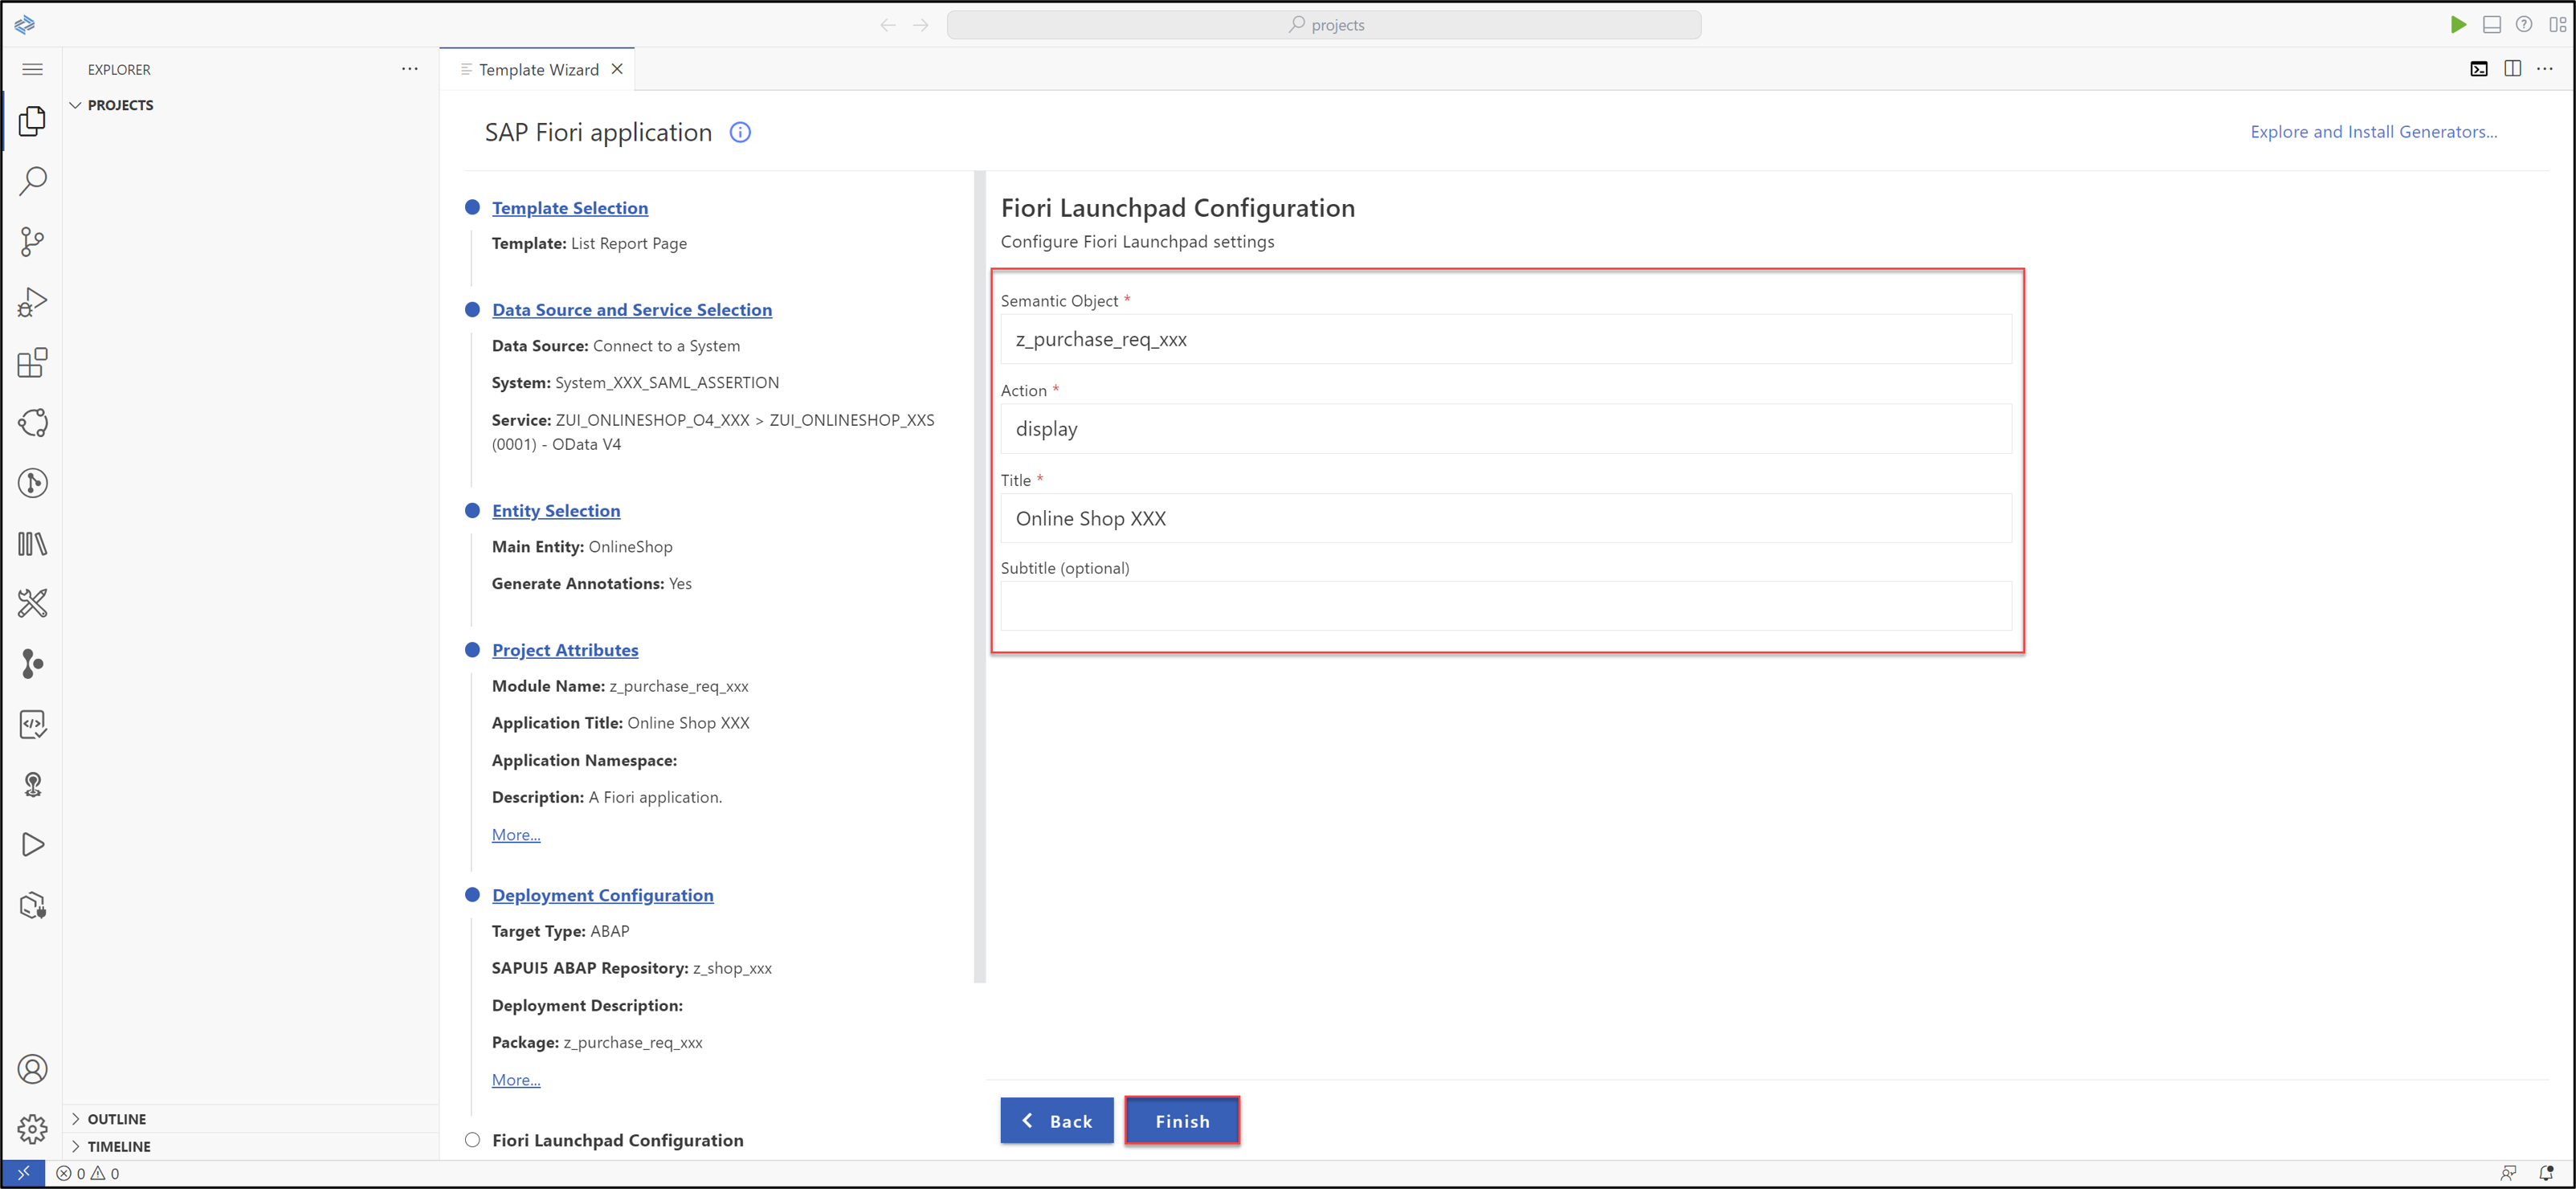 projects
EXPLORER
PROJECTS
OUTLINE
TIMELINE
Template Wizard
SAP Fiori application
Explore and Install Generators...
Template Selection
Template: List Report Page
Data Source and Service Selection
Data Source: Connect to a System
System: System_XXX_SAML_ASSERTION
Service: ZUI_ONLINESHOP_O4_XXX > ZUI_ONLINESHOP_XXS
(0001) - OData V4
Entity Selection
Main Entity: OnlineShop
Generate Annotations: Yes
Project Attributes
Module Name: z_purchase_req_xxx
Application Title: Online Shop XXX
Application Namespace:
Description: A Fiori application.
More...
Deployment Configuration
Target Type: ABAP
SAPUI5 ABAP Repository: z_shop_xxx
Deployment Description:
Package: z_purchase_req_xxx
More...
Fiori Launchpad Configuration
Fiori Launchpad Configuration
Configure Fiori Launchpad settings
Semantic Object *
z_purchase_req_xxx
Action *
display
Title *
Online Shop XXX
Subtitle (optional)
Back
Finish
0 0